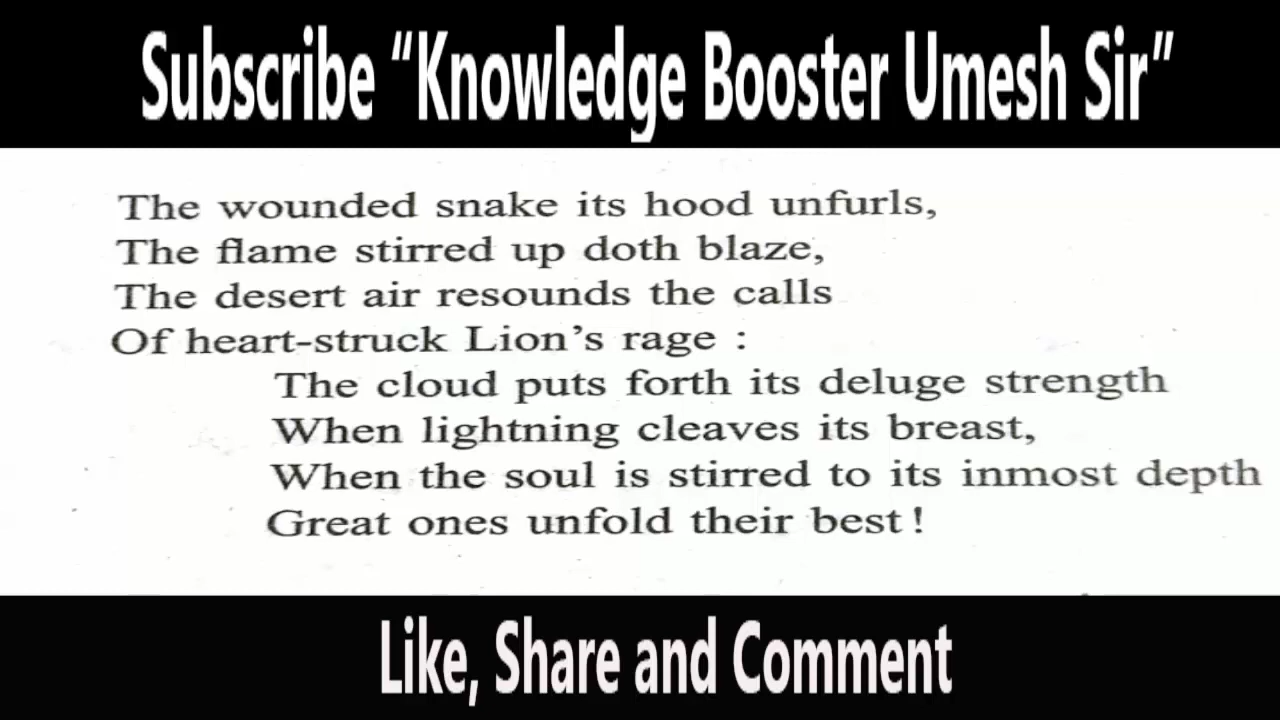 Subscribe “Knowledge Booster Umesh Sir”
The wounded snake its hood unfurls,
The flame stirred up doth blaze,
The desert air resounds the calls
Of heart-struck Lion’s rage :
The cloud puts forth its deluge strength
When lightning cleaves its breast,
When the soul is stirred to its inmost depth
Great ones unfold their best!
Like, Share and Comment